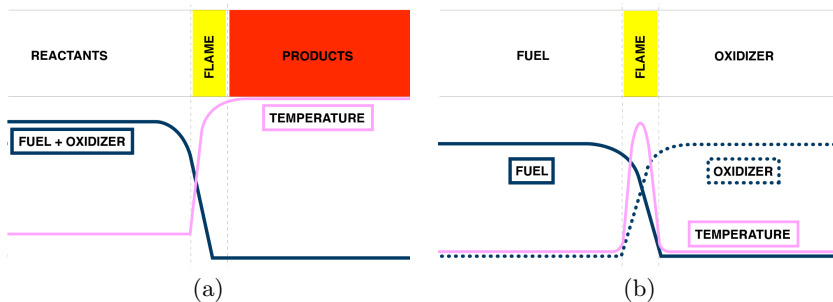 REACTANTS
FLAME
PRODUCTS
TEMPERATURE
FUEL + OXIDIZER
(a)
FUEL
FLAME
OXIDIZER
FUEL
OXIDIZER
TEMPERATURE
(b)